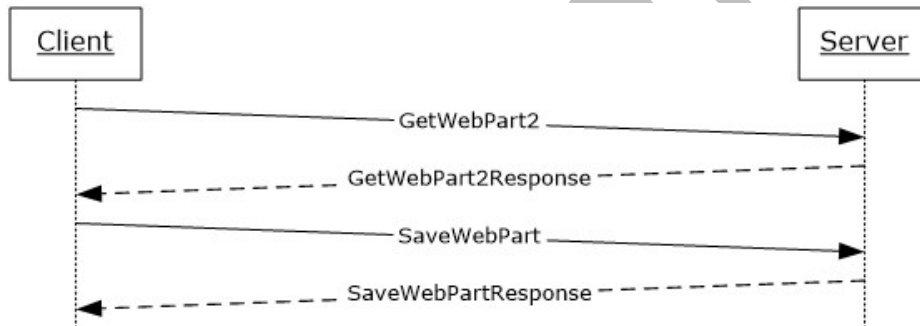 Client
Server
GetWebPart2
GetWebPart2Response
SaveWebPart
SaveWebPartResponse